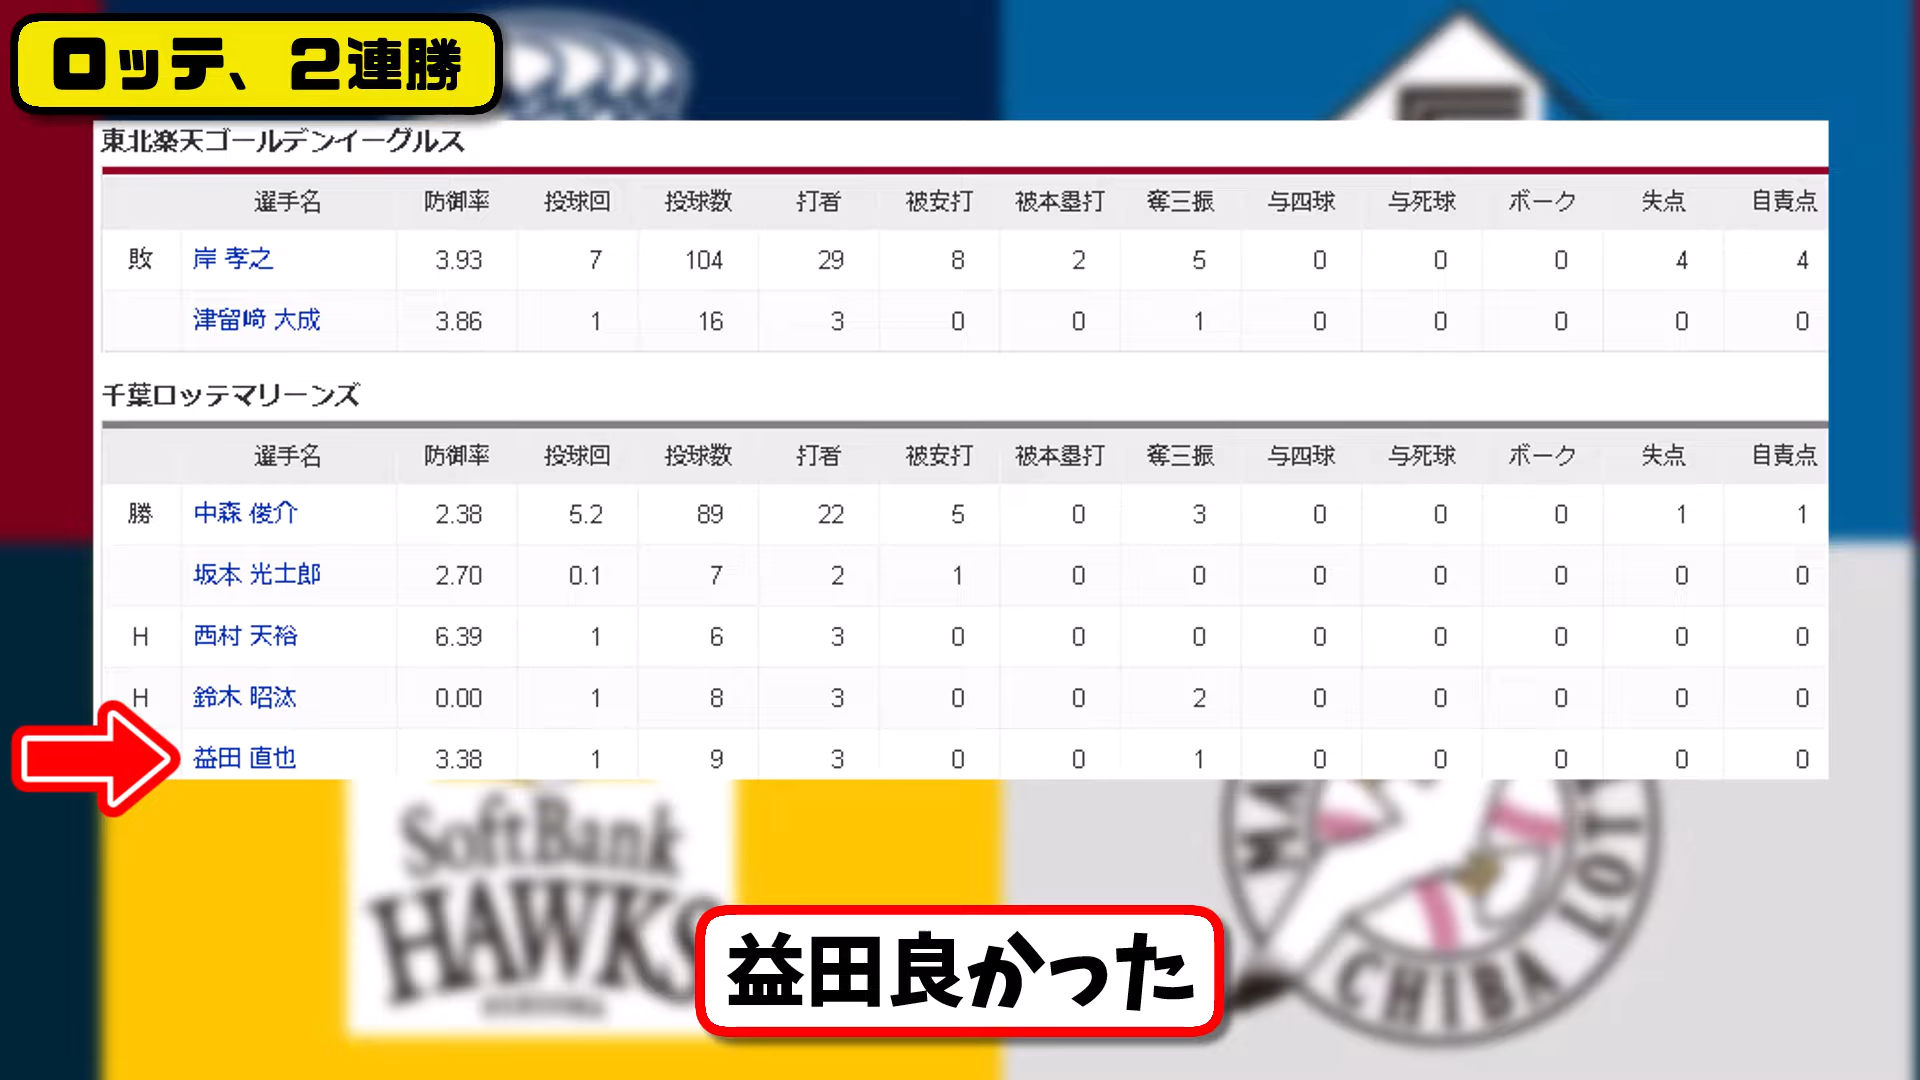 ロッテ、２連勝
東北楽天ゴールデンイーグルス
選手名 防御率 投球回 投球数 打者 被安打 被本塁打 奪三振 与四球 与死球 ボーク 失点 自責点
敗 岸 孝之 3.93 7 104 29 8 2 5 0 0 0 4 4
津留﨑 大成 3.86 1 16 3 0 0 1 0 0 0 0 0
千葉ロッテマリーンズ
選手名 防御率 投球回 投球数 打者 被安打 被本塁打 奪三振 与四球 与死球 ボーク 失点 自責点
勝 中森 俊介 2.38 5.2 89 22 5 0 3 0 0 0 1 1
坂本 光士郎 2.70 0.1 7 2 1 0 0 0 0 0 0 0
H 西村 天裕 6.39 1 6 3 0 0 0 0 0 0 0 0
H 鈴木 昭汰 0.00 1 8 3 0 0 2 0 0 0 0 0
益田 直也 3.38 1 9 3 0 0 1 0 0 0 0 0
SoftBank
HAWKS
CHIBA LOT
MA
益田良かった